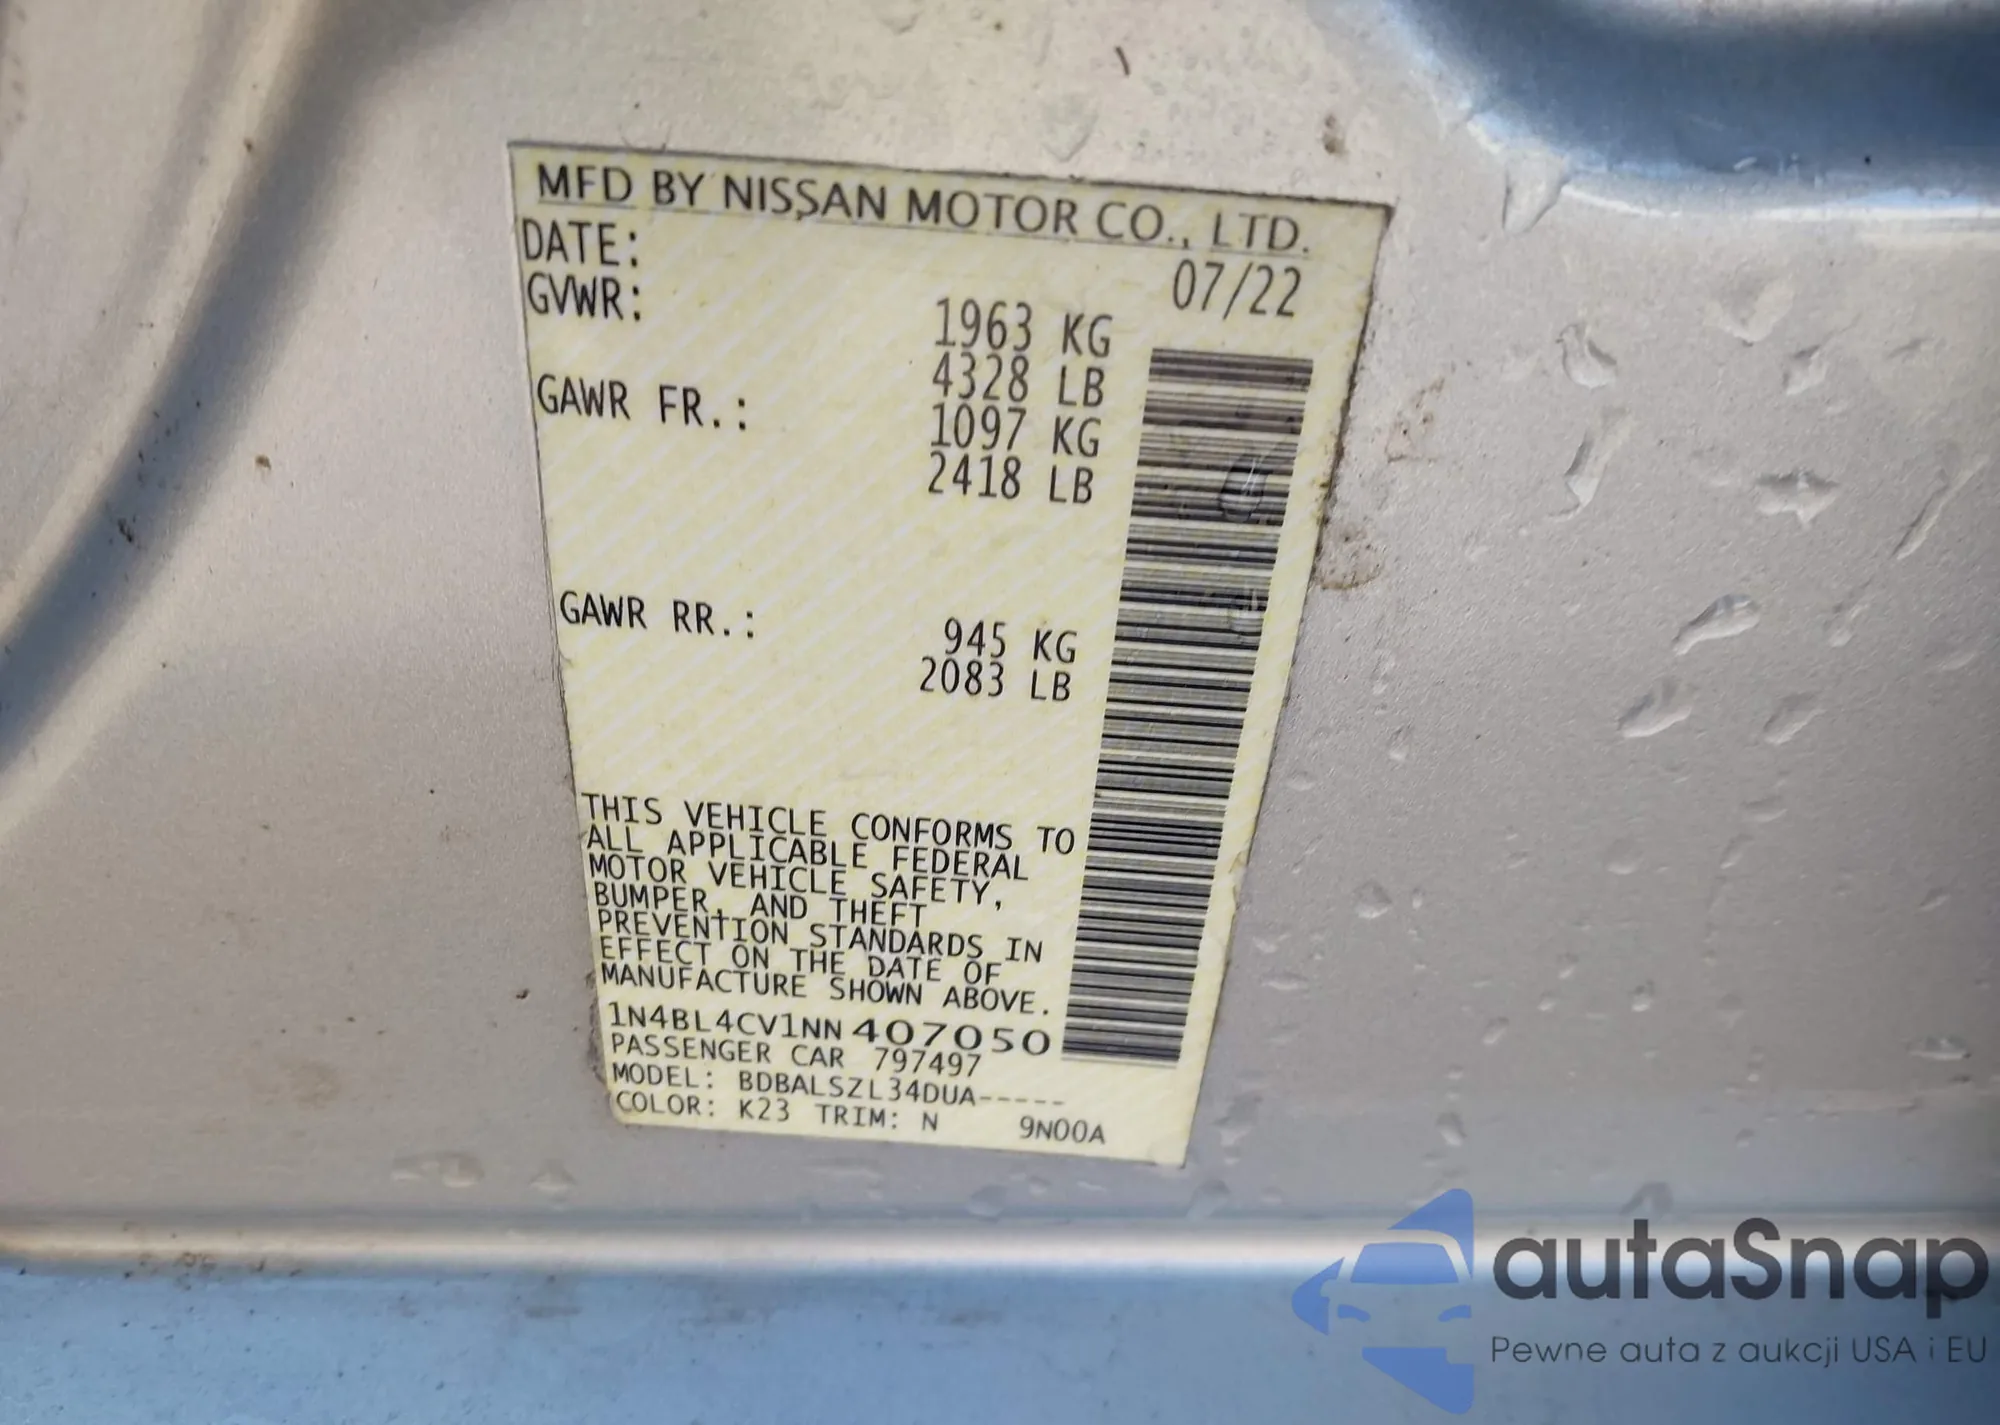 MFD BY NISSAN MOTOR CO., LTD.
DATE: 07/22
GVWR: 1963 KG
4328 LB
GAWR FR.: 1097 KG
2418 LB
GAWR RR.: 945 KG
2083 LB
THIS VEHICLE CONFORMS TO
ALL APPLICABLE FEDERAL
MOTOR VEHICLE SAFETY,
BUMPER, AND THEFT
PREVENTION STANDARDS IN
EFFECT ON THE DATE OF
MANUFACTURE SHOWN ABOVE.
1N4BL4CV1NN407050
PASSENGER CAR 797497
MODEL: BDBALSZL34DUA-----
COLOR: K23 TRIM: N 9N00A
autaSnap
Pewne auta z aukcji USA i EU